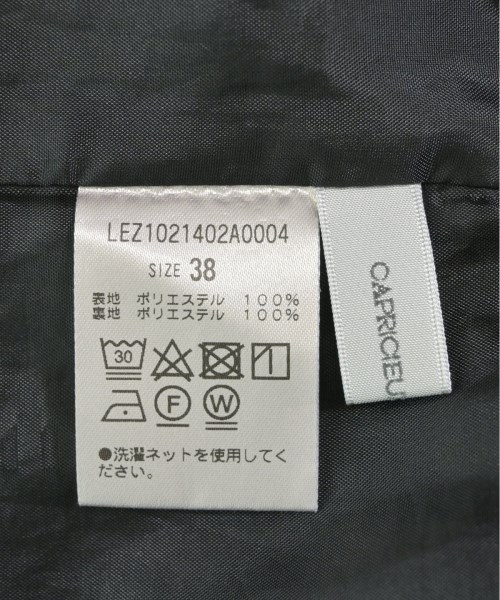 LEZ1021402A0004
SIZE 38
表地 ポリエステル 100%
裏地 ポリエステル 100%
30
F W
●洗濯ネットを使用してく
ださい。
CAPRICIEU